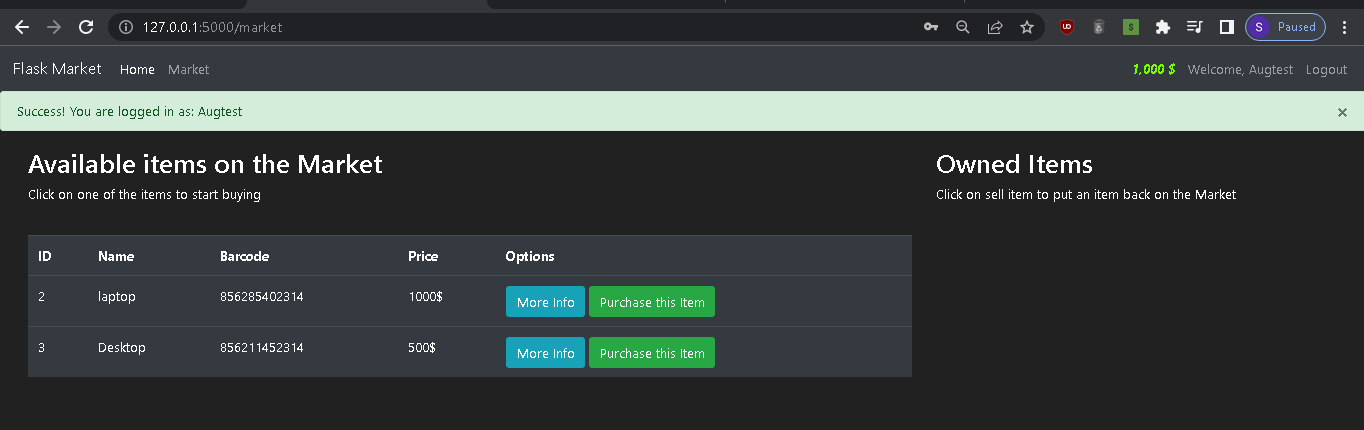 127.0.0.1:5000/market
UD
$
S Paused
Flask Market Home Market 1,000 $ Welcome, Augtest Logout
Success! You are logged in as: Augtest ×
Available items on the Market
Click on one of the items to start buying
Owned Items
Click on sell item to put an item back on the Market
ID Name Barcode Price Options
2 laptop 856285402314 1000$ More Info Purchase this Item
3 Desktop 856211452314 500$ More Info Purchase this Item